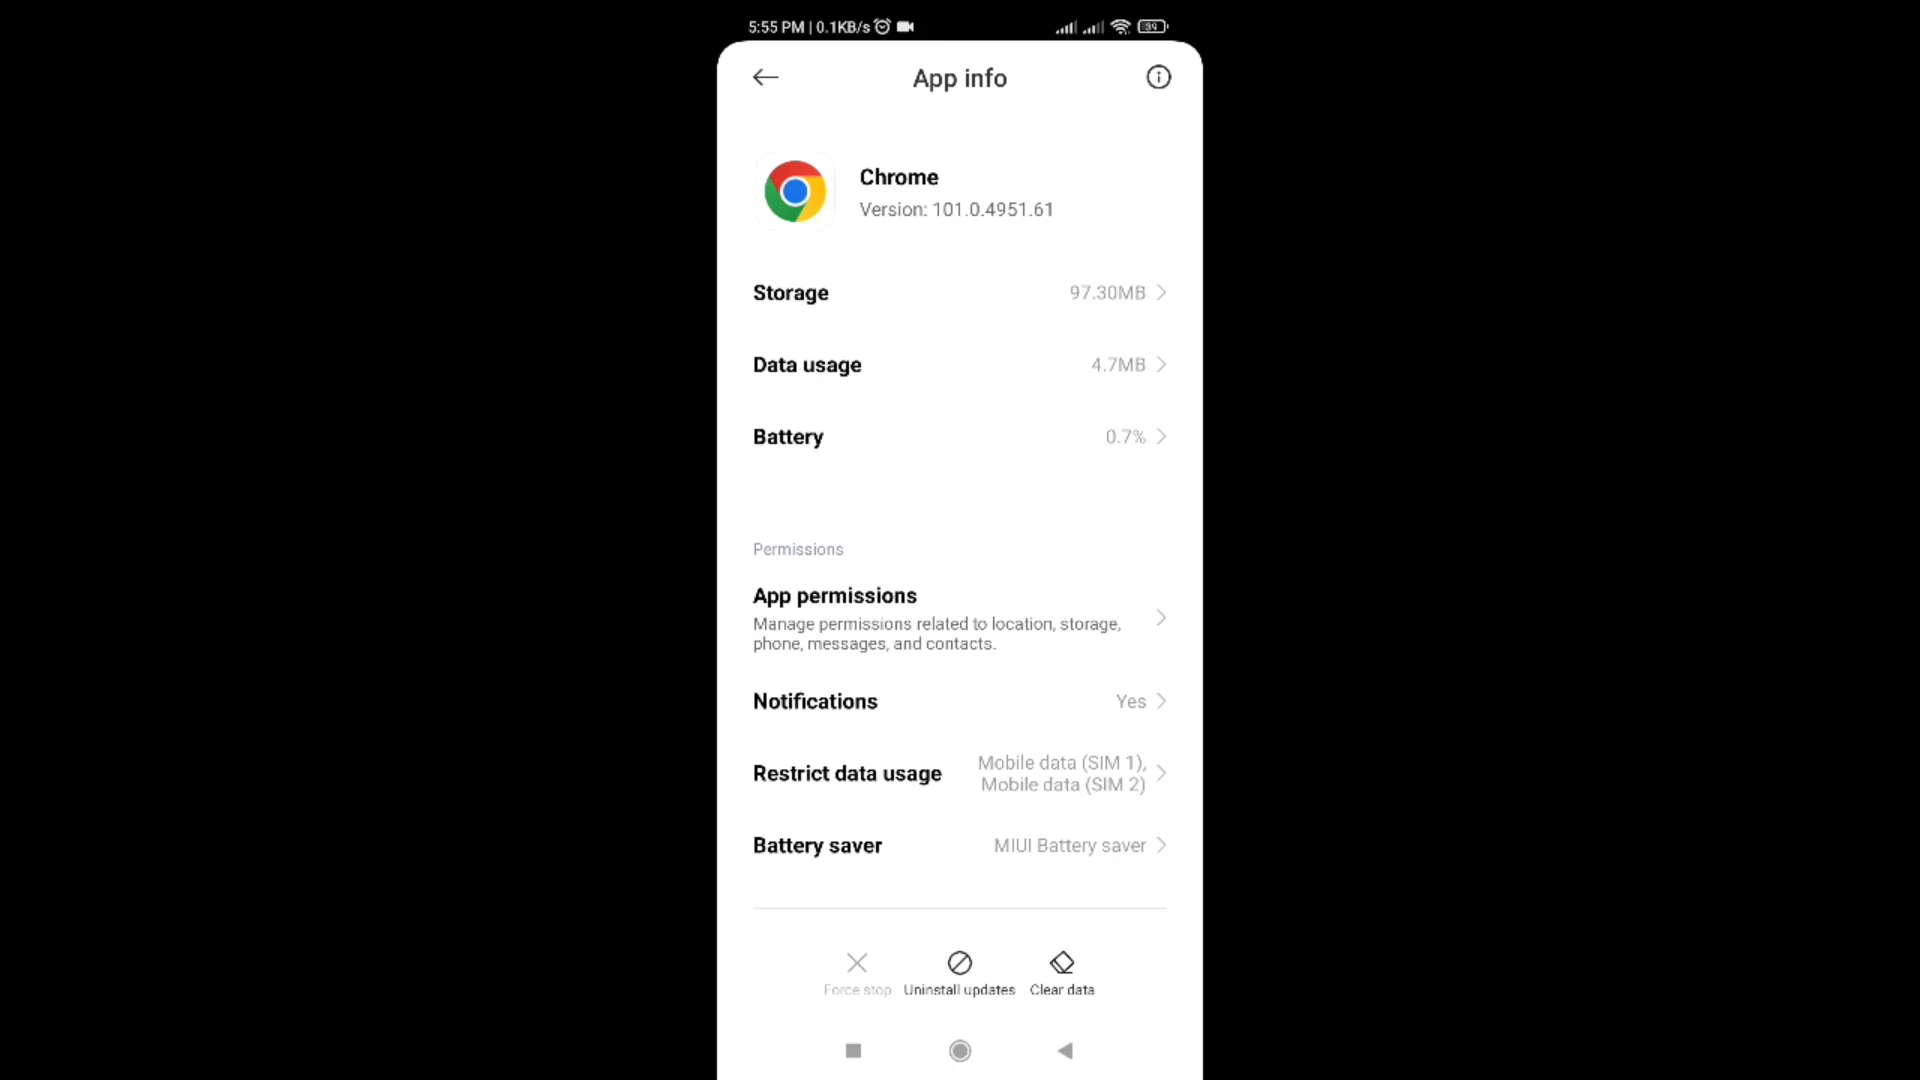 5:55 PM | 0.1KB/s
39
App info
Chrome
Version: 101.0.4951.61
Storage 97.30MB
Data usage 4.7MB
Battery 0.7%
Permissions
App permissions
Manage permissions related to location, storage,
phone, messages, and contacts.
Notifications Yes
Restrict data usage Mobile data (SIM 1),
Mobile data (SIM 2)
Battery saver MIUI Battery saver
Force stop Uninstall updates Clear data